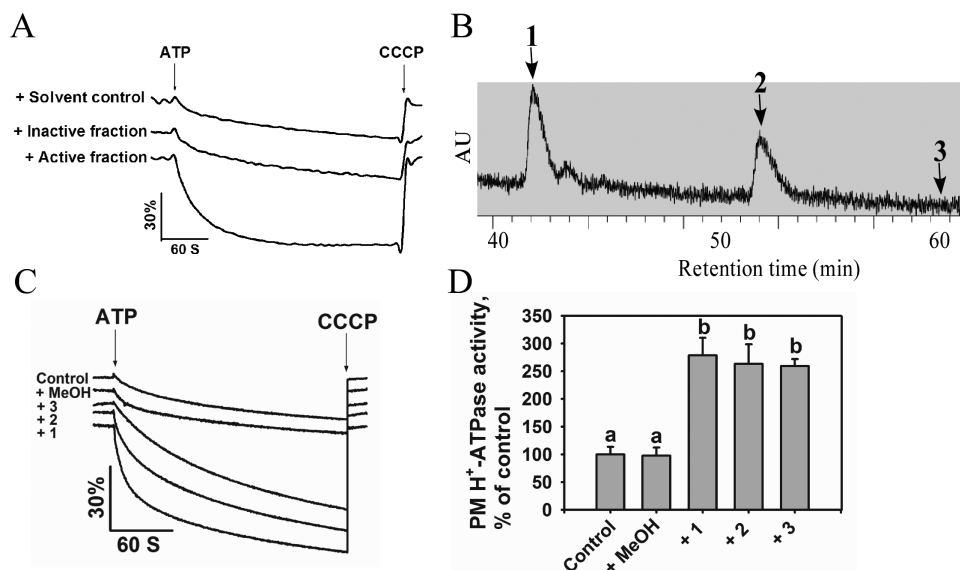 A
ATP
CCCP
+ Solvent control
+ Inactive fraction
+ Active fraction
30%
60 S
B
1
2
3
AU
40
50
60
Retention time (min)
C
ATP
CCCP
Control
+ MeOH
+ 3
+ 2
+ 1
30%
60 S
D
PM H⁺-ATPase activity,
% of control
350
300
250
200
150
100
50
0
a
a
b
b
b
Control
+ MeOH
+ 1
+ 2
+ 3